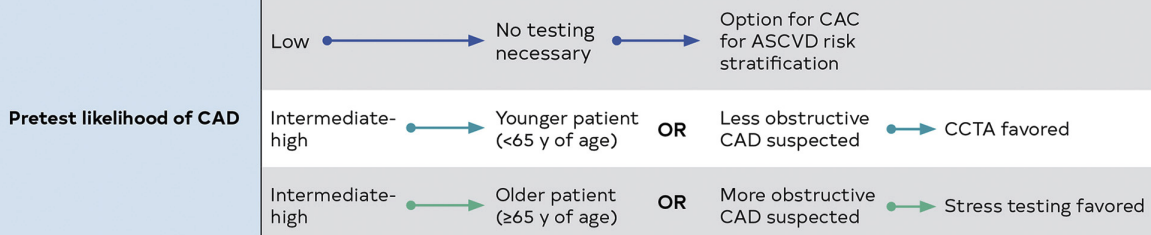 Pretest likelihood of CAD
Low
No testing
necessary
Option for CAC
for ASCVD risk
stratification
Intermediate-
high
Younger patient
(<65 y of age)
OR
Less obstructive
CAD suspected
CCTA favored
Intermediate-
high
Older patient
(≥65 y of age)
OR
More obstructive
CAD suspected
Stress testing favored